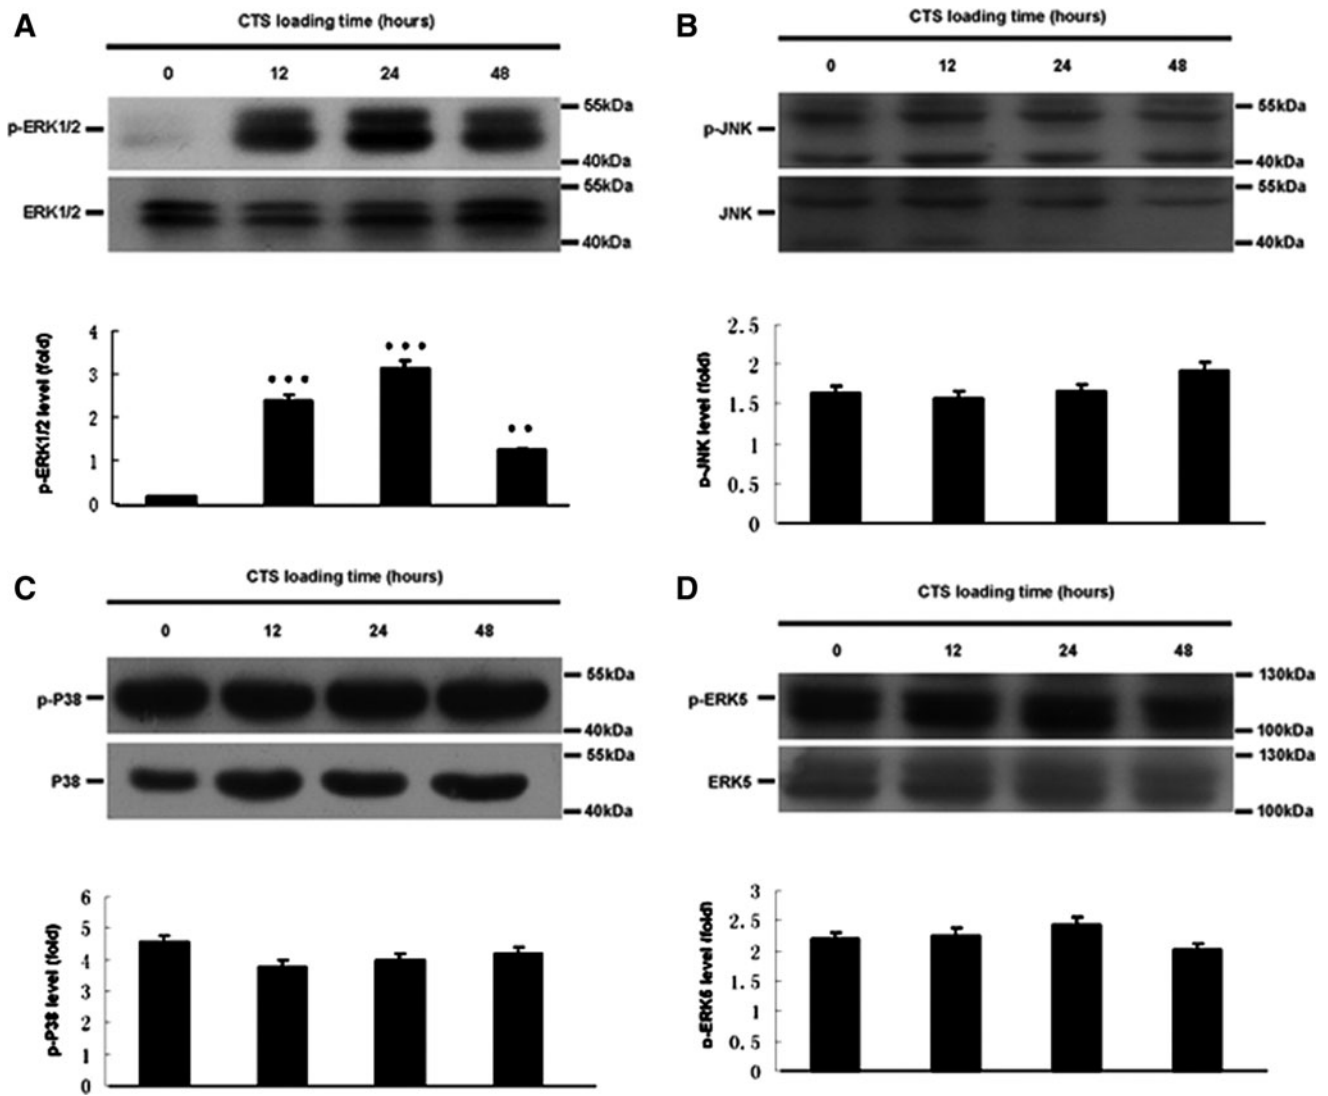 A
CTS loading time (hours)
0 12 24 48
p-ERK1/2
55kDa
40kDa
ERK1/2
55kDa
40kDa
p-ERK1/2 level (fold)
4
3
2
1
0
B
CTS loading time (hours)
0 12 24 48
p-JNK
55kDa
40kDa
JNK
55kDa
40kDa
p-JNK level (fold)
2.5
2
1.5
1
0.5
0
C
CTS loading time (hours)
0 12 24 48
p-P38
55kDa
40kDa
P38
55kDa
40kDa
p-P38 level (fold)
6
5
4
3
2
1
0
D
CTS loading time (hours)
0 12 24 48
p-ERK5
130kDa
100kDa
ERK5
130kDa
100kDa
p-ERK5 level (fold)
3
2.5
2
1.5
1
0.5
0